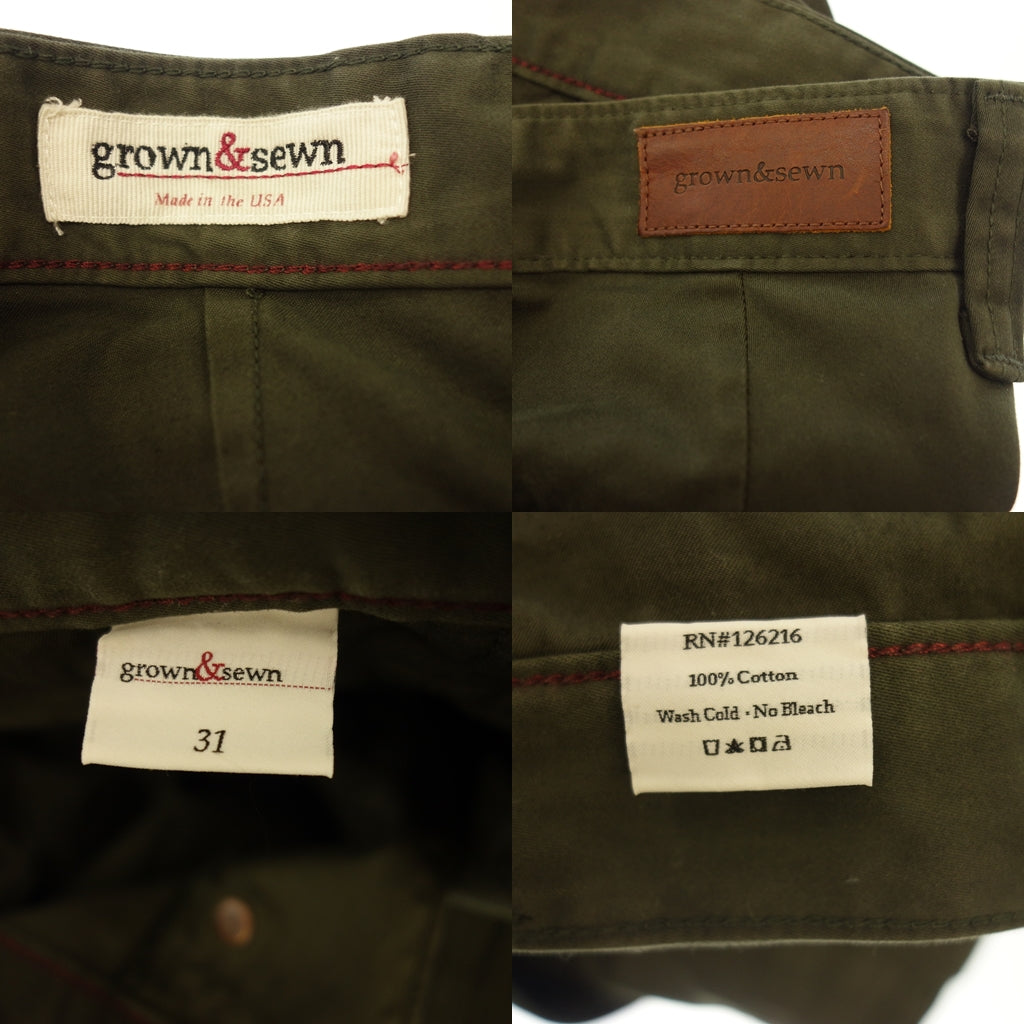 grown&sewn
Made in the USA
grown&sewn
grown&sewn
31
RN#126216
100% Cotton
Wash Cold · No Bleach